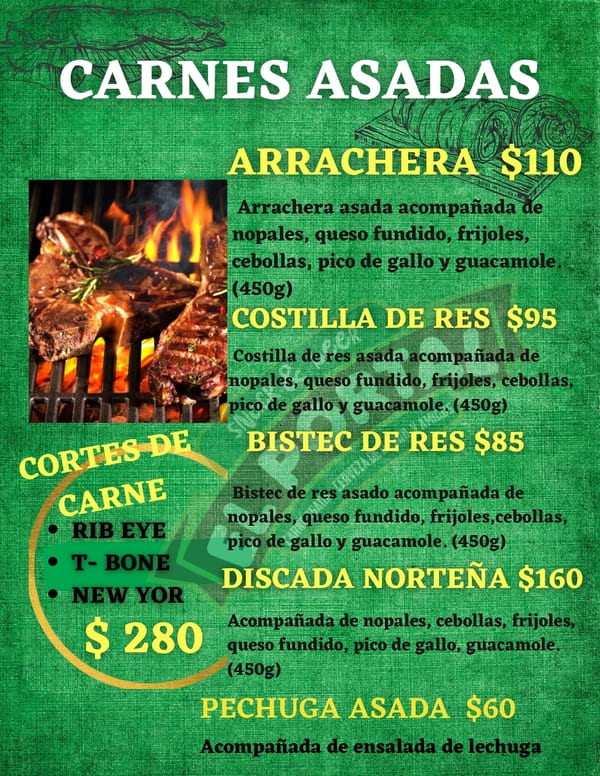 CARNES ASADAS
ARRACHERA $110
Arrachera asada acompañada de
nopales, queso fundido, frijoles,
cebollas, pico de gallo y guacamole.
(450g)
COSTILLA DE RES $95
Costilla de res asada acompañada de
nopales, queso fundido, frijoles, cebollas,
pico de gallo y guacamole. (450g)
BISTEC DE RES $85
Bistec de res asado acompañada de
nopales, queso fundido, frijoles,cebollas,
pico de gallo y guacamole. (450g)
CORTES DE
CARNE
• RIB EYE
• T- BONE
• NEW YOR
$ 280
DISCADA NORTEÑA $160
Acompañada de nopales, cebollas, frijoles,
queso fundido, pico de gallo, guacamole.
(450g)
PECHUGA ASADA $60
Acompañada de ensalada de lechuga